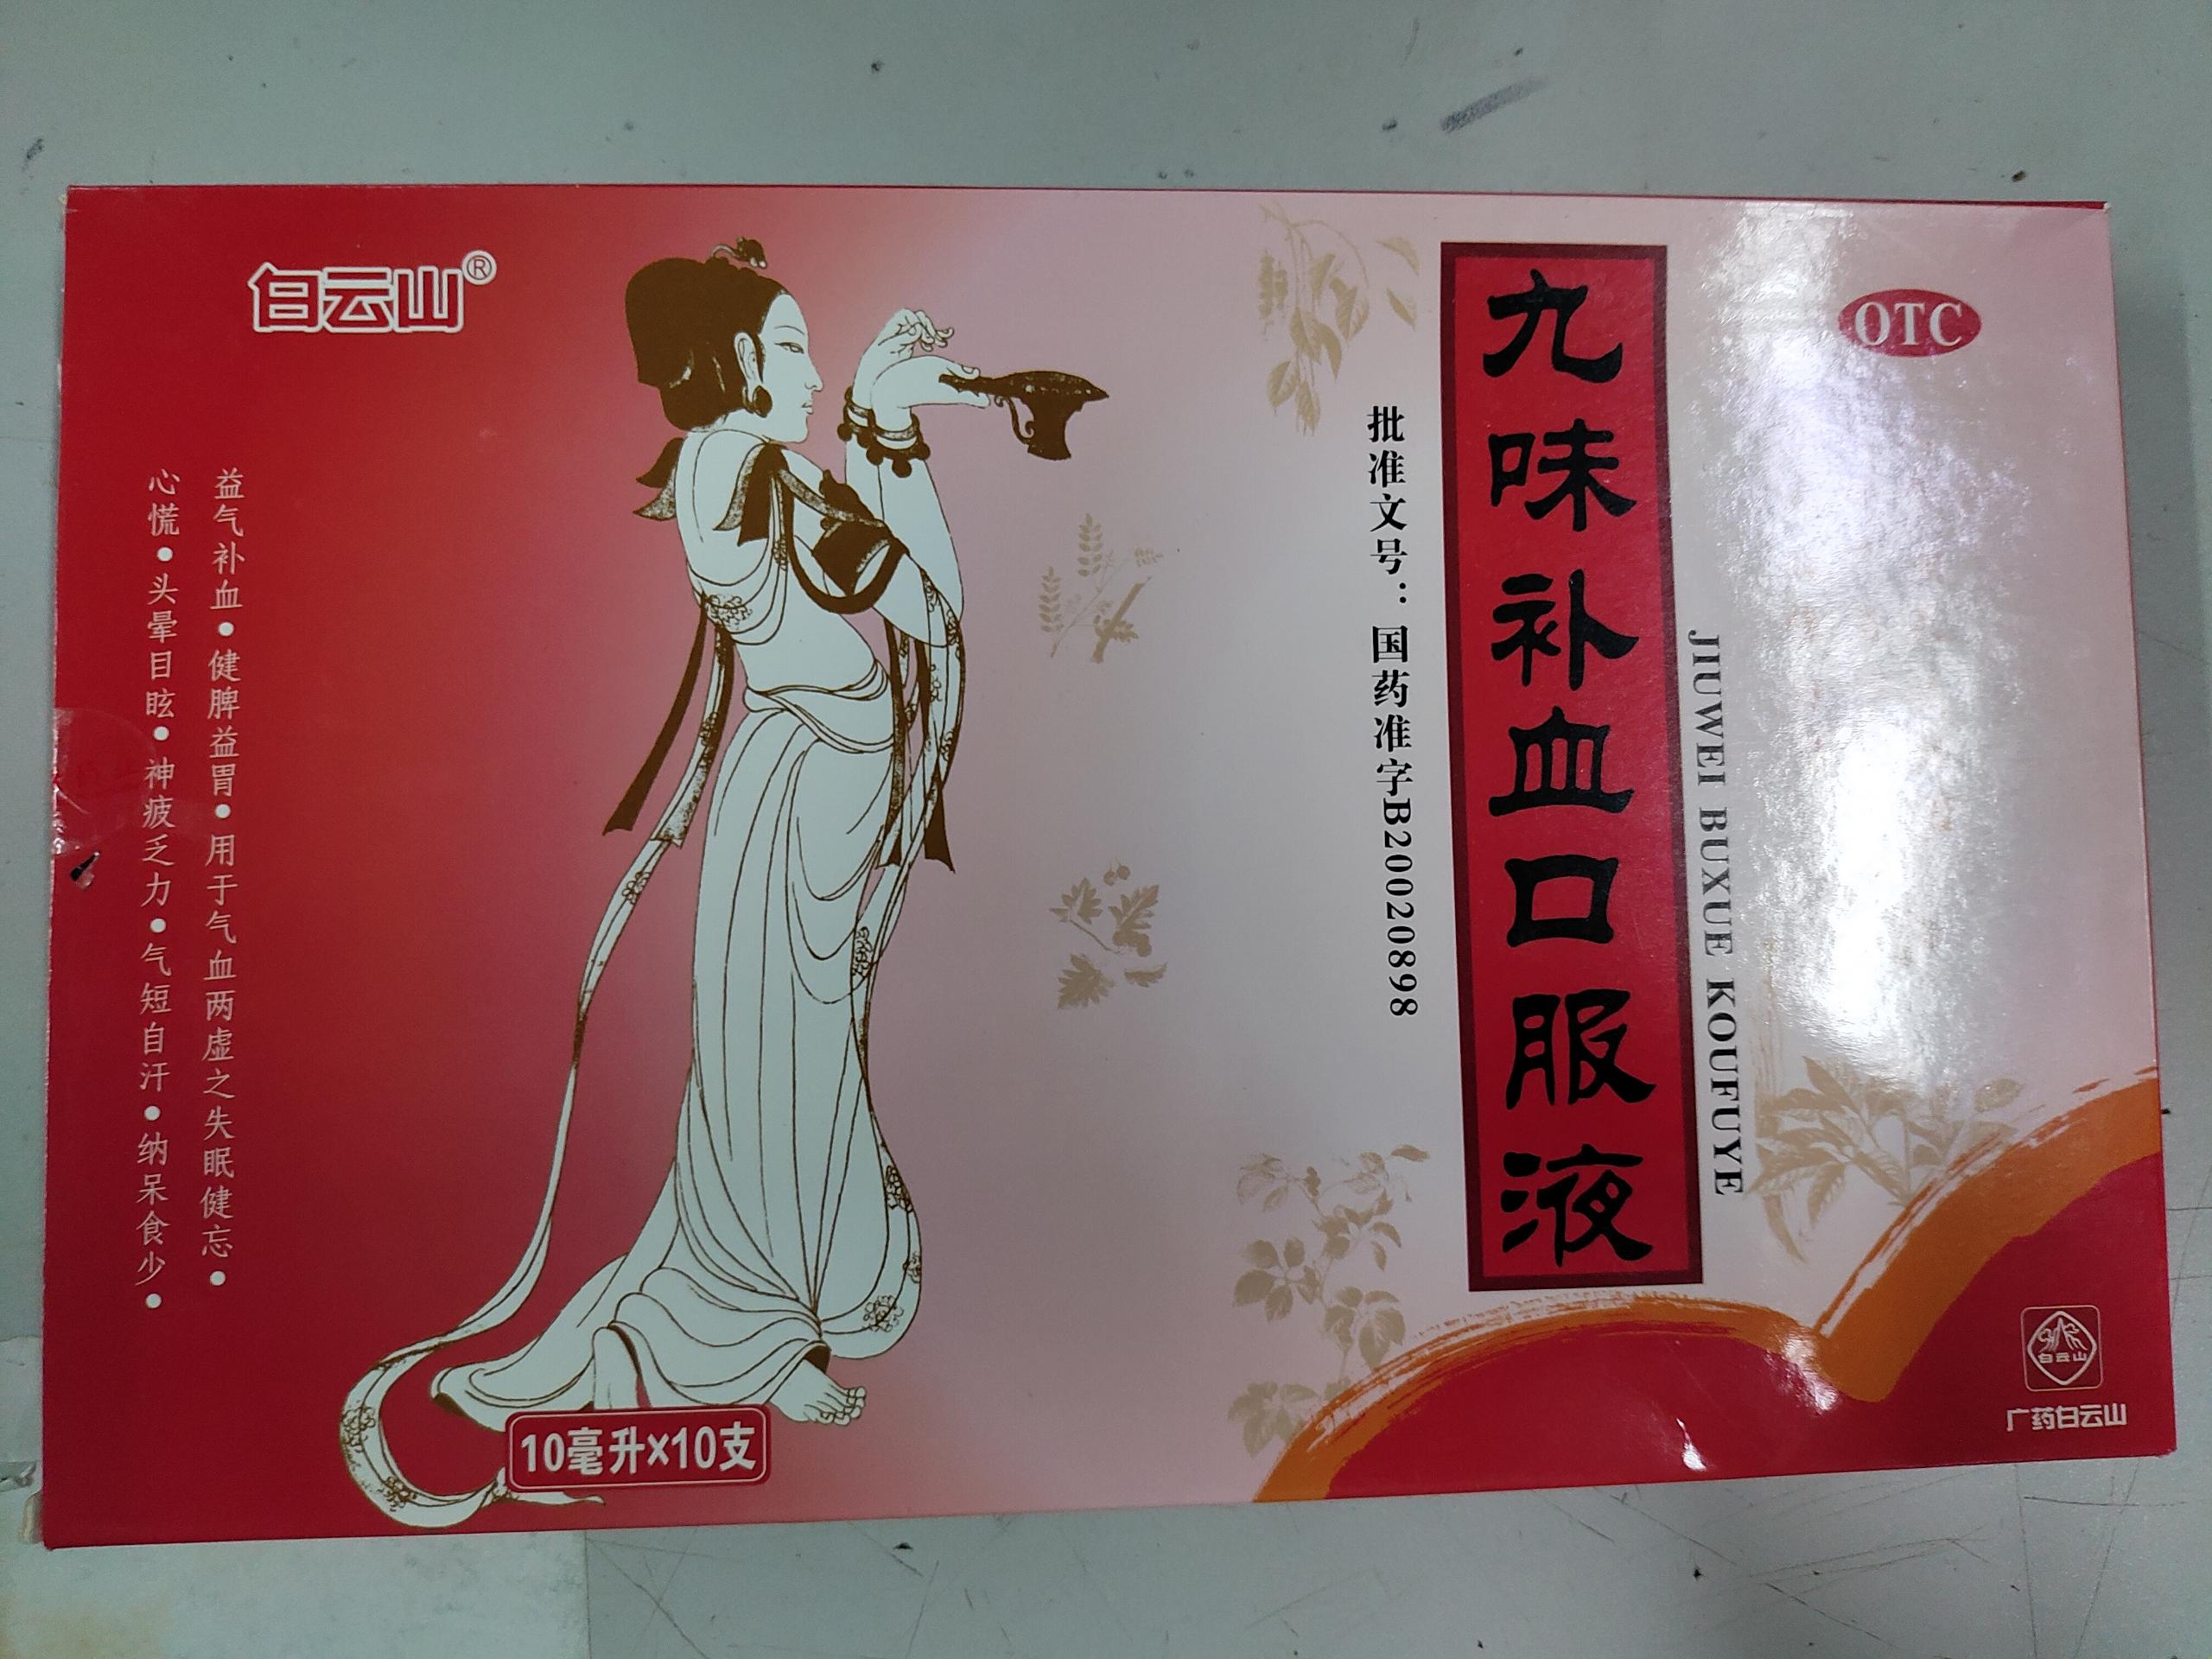 白云山®
OTC
九味补血口服液
JIUWEI BUXUE KOUFUYE
批准文号：国药准字B20020898
益气补血●健脾益胃●用于气血两虚之失眠健忘●
心慌●头晕目眩●神疲乏力●气短自汗●纳呆食少●
10毫升×10支
白云山
广药白云山